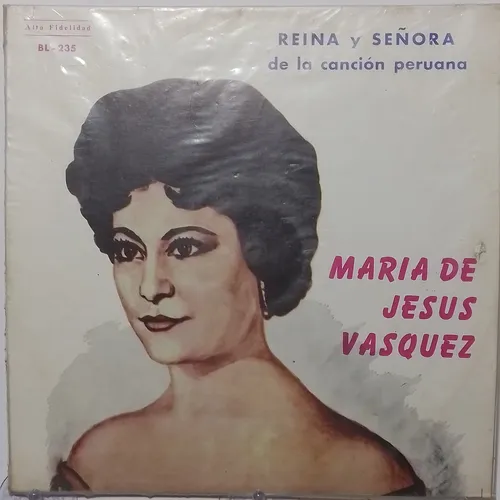 Alta Fidelidad
BL-235
REINA y SEÑORA
de la canción peruana
MARIA DE
JESUS
VASQUEZ